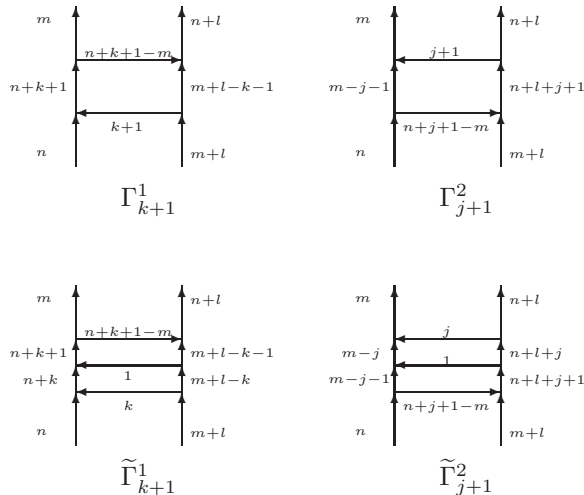 m n+l m n+l
n+k+1−m j+1
n+k+1 m+l−k−1 m−j−1 n+l+j+1
k+1 n+j+1−m
n m+l n m+l
Γ¹ₖ₊₁ Γ²ⱼ₊₁
m n+l m n+l
n+k+1−m j
n+k+1 m+l−k−1 m−j n+l+j
1 1
n+k m+l−k m−j−1 n+l+j+1
k n+j+1−m
n m+l n m+l
Γ̃¹ₖ₊₁ Γ̃²ⱼ₊₁